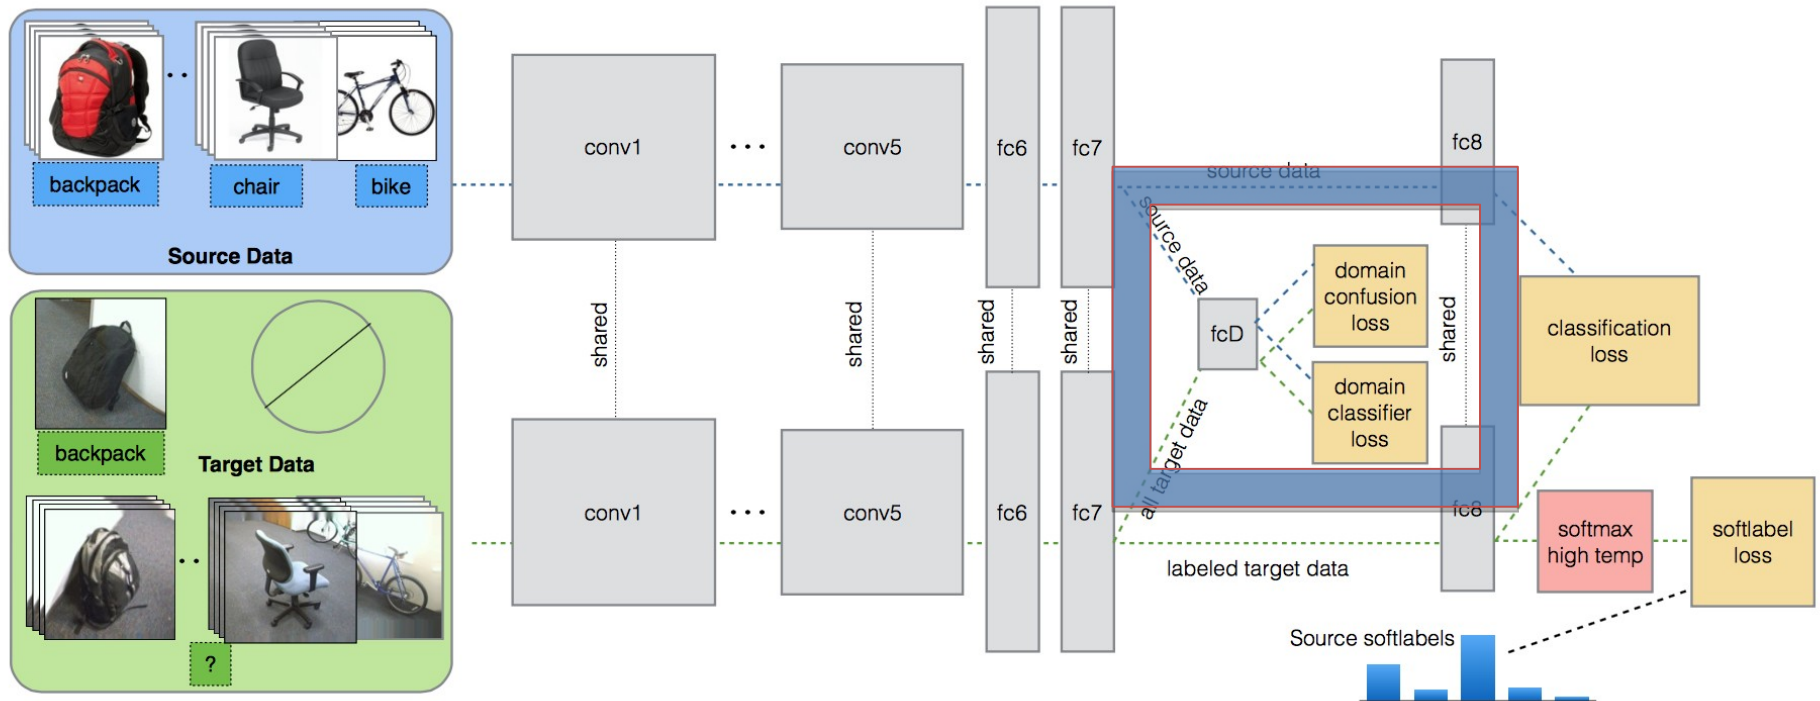 backpack
chair
bike
Source Data
backpack
Target Data
?
conv1
conv5
fc6
fc7
fc8
source data
source data
shared
shared
shared
shared
shared
fcD
domain
confusion
loss
domain
classifier
loss
classification
loss
all target data
conv1
conv5
fc6
fc7
fc8
labeled target data
softmax
high temp
softlabel
loss
Source softlabels